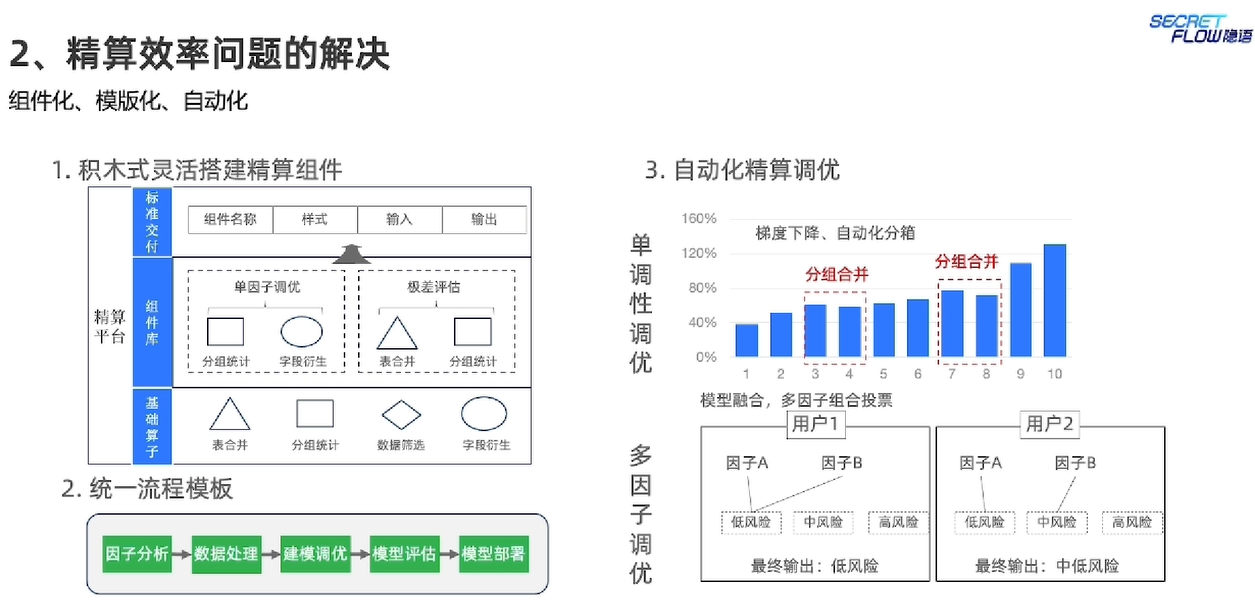 SECRET
FLOW隐语
2、精算效率问题的解决
组件化、模版化、自动化
1. 积木式灵活搭建精算组件
精算
平台
标准交付
组件名称 样式 输入 输出
组件库
单因子调优 极差评估
分组统计 字段衍生 表合并 分组统计
基础算子
表合并 分组统计 数据筛选 字段衍生
2. 统一流程模板
因子分析 数据处理 建模调优 模型评估 模型部署
3. 自动化精算调优
单调性调优
160%
120%
80%
40%
0%
梯度下降、自动化分箱
分组合并 分组合并
1 2 3 4 5 6 7 8 9 10
多因子调优
模型融合，多因子组合投票
用户1
因子A 因子B
低风险 中风险 高风险
最终输出：低风险
用户2
因子A 因子B
低风险 中风险 高风险
最终输出：中低风险